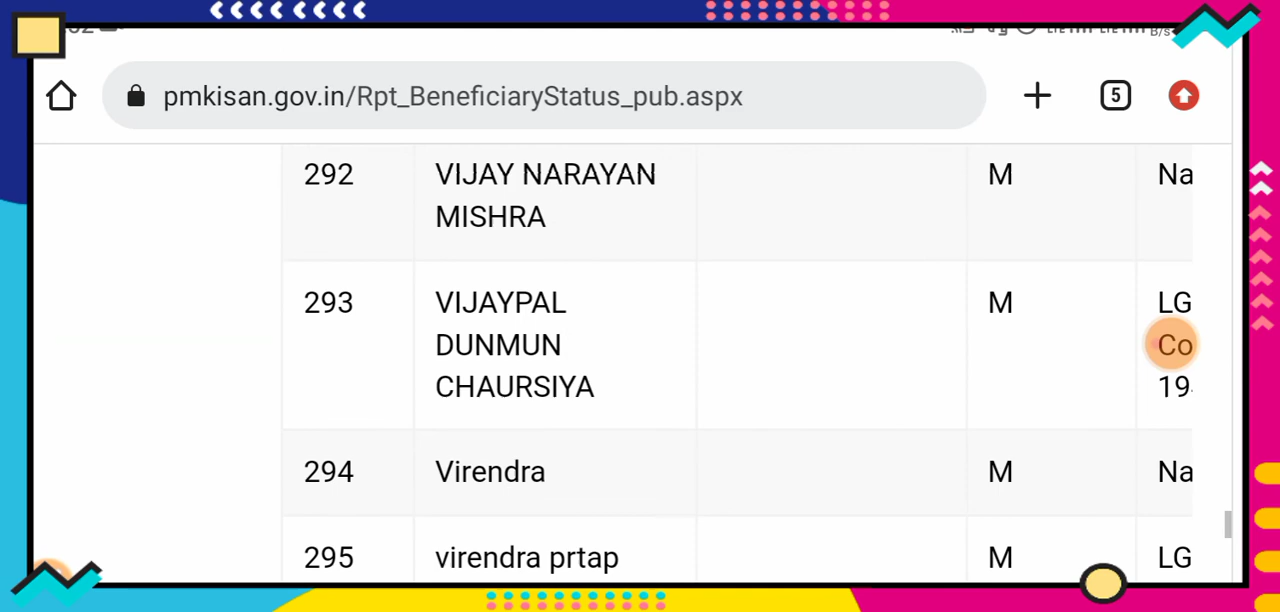 pmkisan.gov.in/Rpt_BeneficiaryStatus_pub.aspx
5
292 VIJAY NARAYAN M Na
MISHRA
293 VIJAYPAL M LG
DUNMUN Co
CHAURSIYA 19
294 Virendra M Na
295 virendra prtap M LG